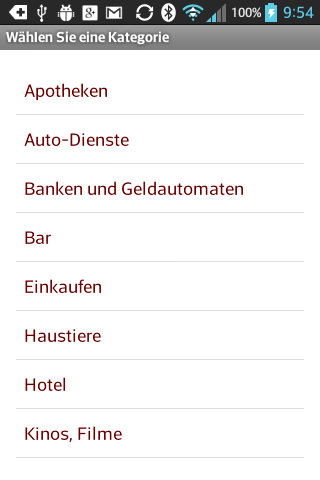 100% 9:54
Wählen Sie eine Kategorie
Apotheken
Auto-Dienste
Banken und Geldautomaten
Bar
Einkaufen
Haustiere
Hotel
Kinos, Filme